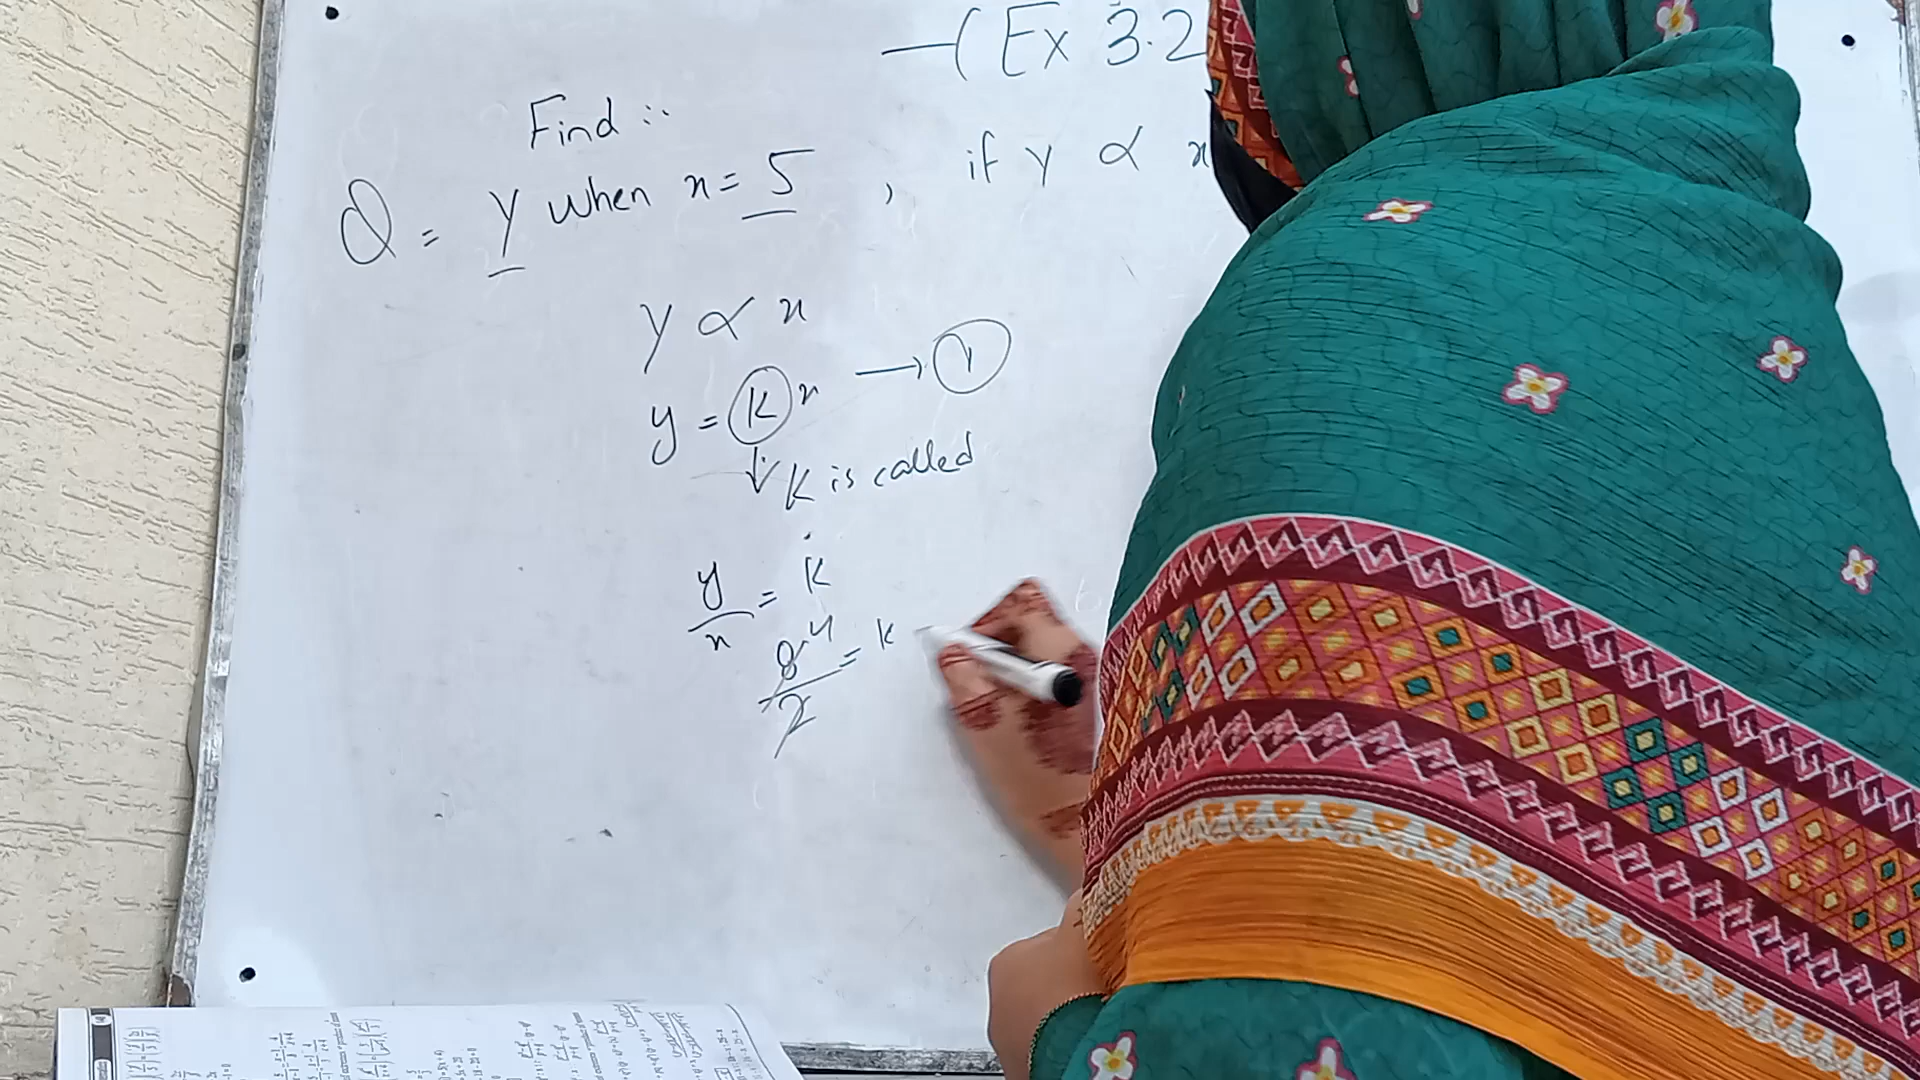 —(Ex 3.2
Find :.
Q = y when x = 5 , if y ∝ x
y ∝ x
y = k x → 1
↓ k is called
y/x = k
8/2 4 = k